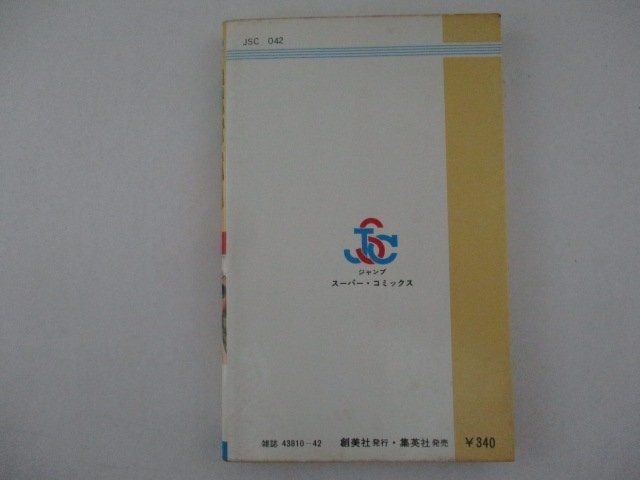 JSC 042
JSC
ジャンプ
スーパー・コミックス
雑誌 43810-42 創美社発行・集英社発売 ¥340